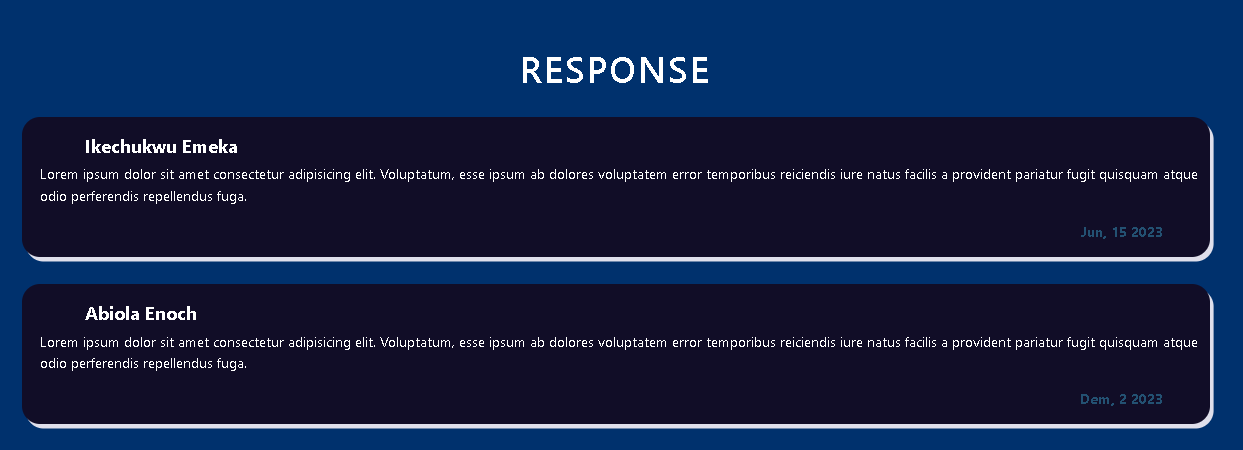 RESPONSE
Ikechukwu Emeka
Lorem ipsum dolor sit amet consectetur adipisicing elit. Voluptatum, esse ipsum ab dolores voluptatem error temporibus reiciendis iure natus facilis a provident pariatur fugit quisquam atque
odio perferendis repellendus fuga.
Jun, 15 2023
Abiola Enoch
Lorem ipsum dolor sit amet consectetur adipisicing elit. Voluptatum, esse ipsum ab dolores voluptatem error temporibus reiciendis iure natus facilis a provident pariatur fugit quisquam atque
odio perferendis repellendus fuga.
Dem, 2 2023